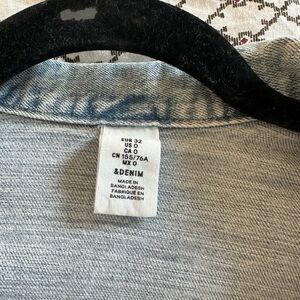 EUR 32
US 0
CA 0
CN 155/76A
MX 0
&DENIM
MADE IN
BANGLADESH
FABRIQUÉ EN
BANGLADESH